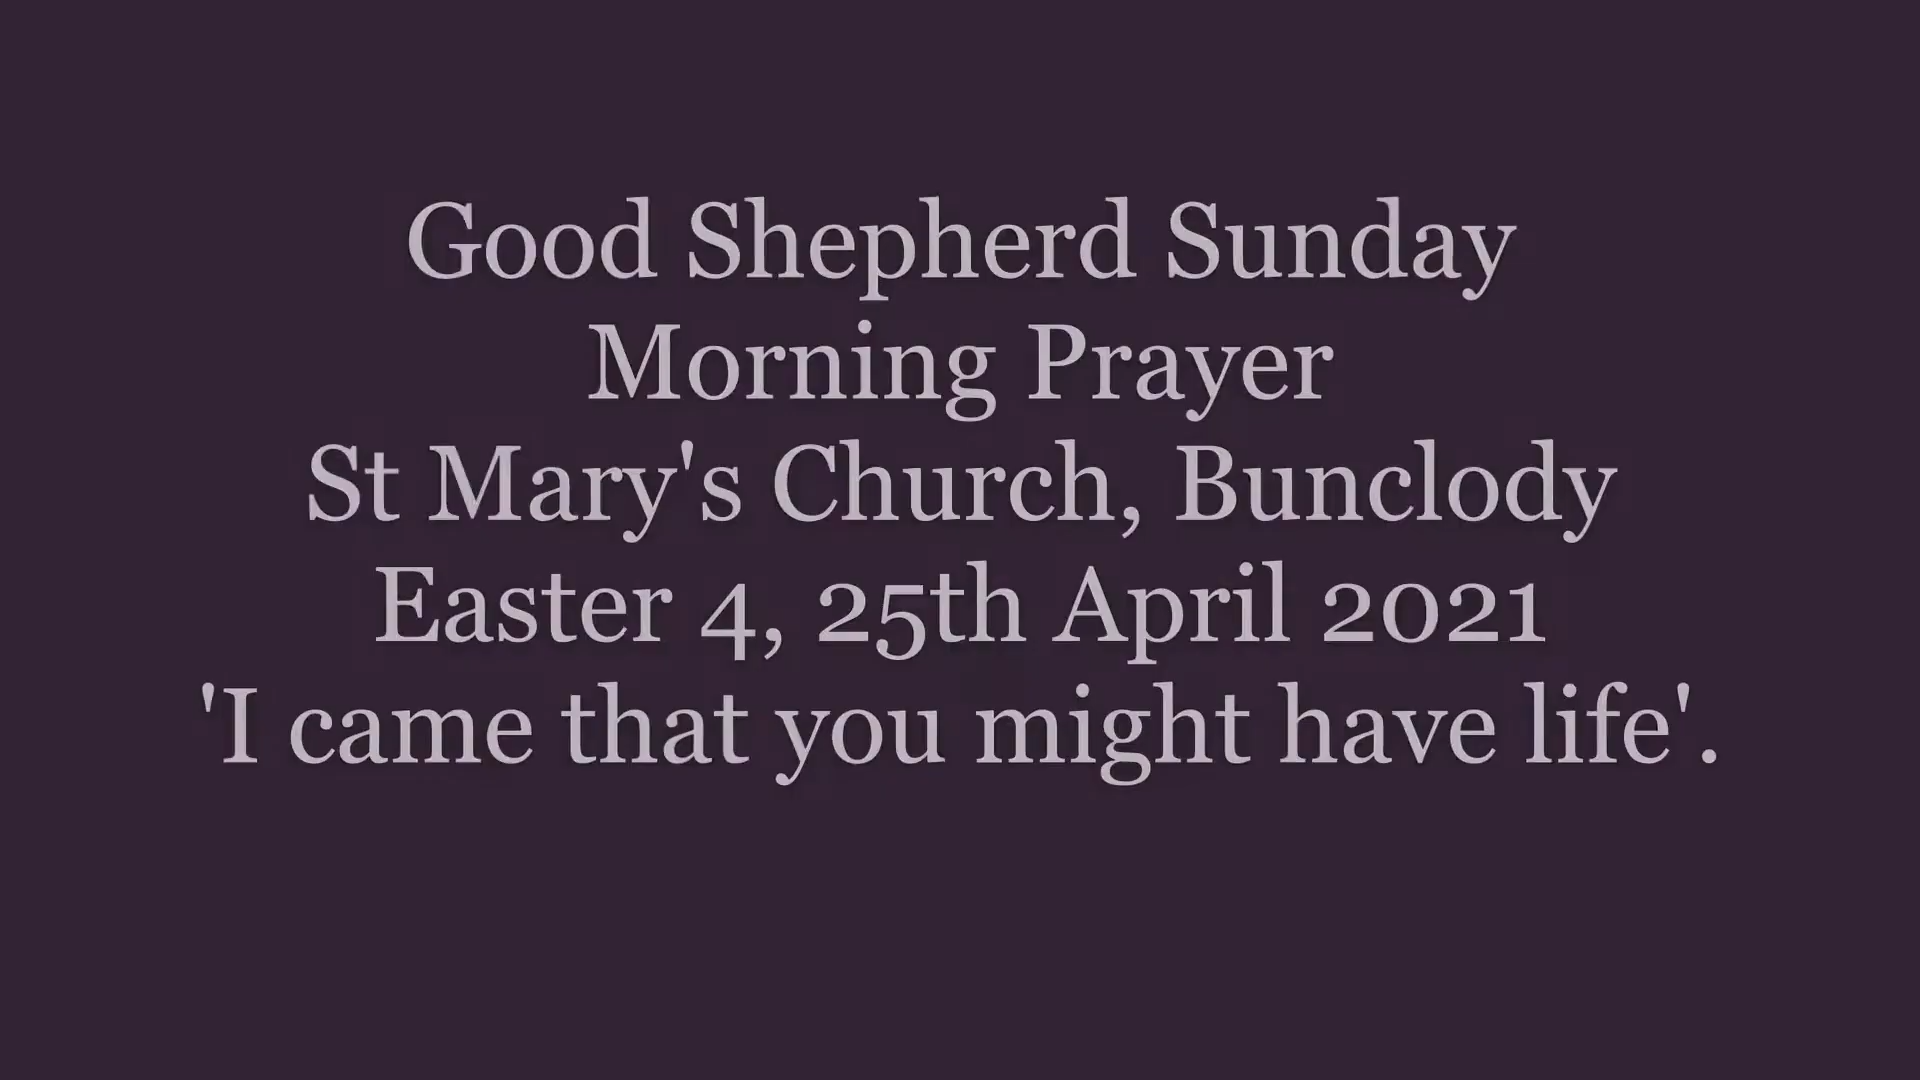 Good Shepherd Sunday
Morning Prayer
St Mary's Church, Bunclody
Easter 4, 25th April 2021
'I came that you might have life'.